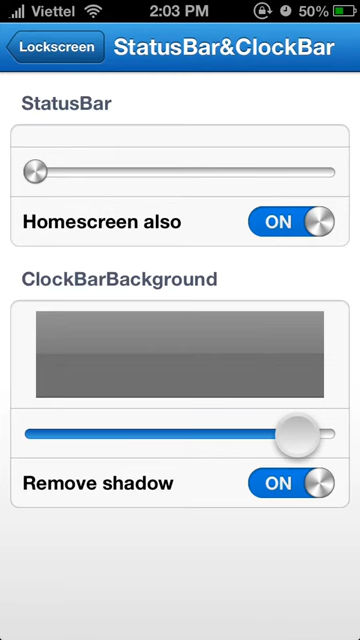 Viettel 2:03 PM 50%
Lockscreen StatusBar&ClockBar
StatusBar
Homescreen also ON
ClockBarBackground
Remove shadow ON